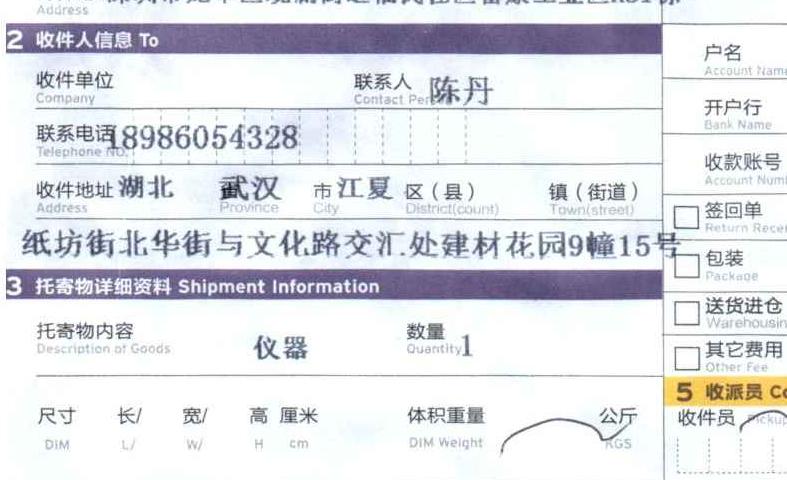 Address
2 收件人信息 To
收件单位 联系人 陈丹
Company Contact Person
联系电话 18986054328
Telephone NO.
收件地址 湖北 省 武汉 市 江夏 区（县） 镇（街道）
Address Province City District(count) Town(street)
纸坊街北华街与文化路交汇处建材花园9幢15号
3 托寄物详细资料 Shipment Information
托寄物内容 仪器 数量 1
Description of Goods Quantity
尺寸 长/ 宽/ 高 厘米 体积重量 公斤
DIM L/ W/ H cm DIM Weight KGS
户名
Account Name
开户行
Bank Name
收款账号
Account Num
签回单
Return Recei
包装
Package
送货进仓
Warehousin
其它费用
Other Fee
5 收派员 Co
收件员 Pickup